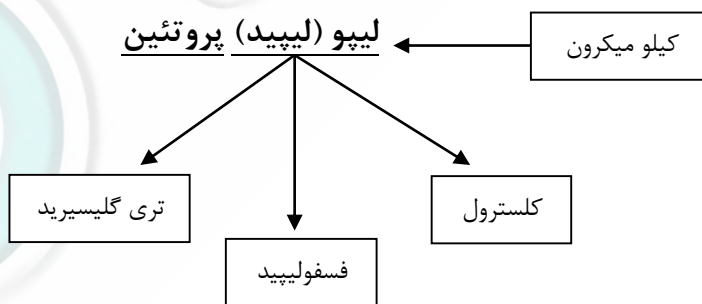 لیپو (لیپید) پروتئین
کیلو میکرون
کلسترول
تری گلیسیرید
فسفولیپید